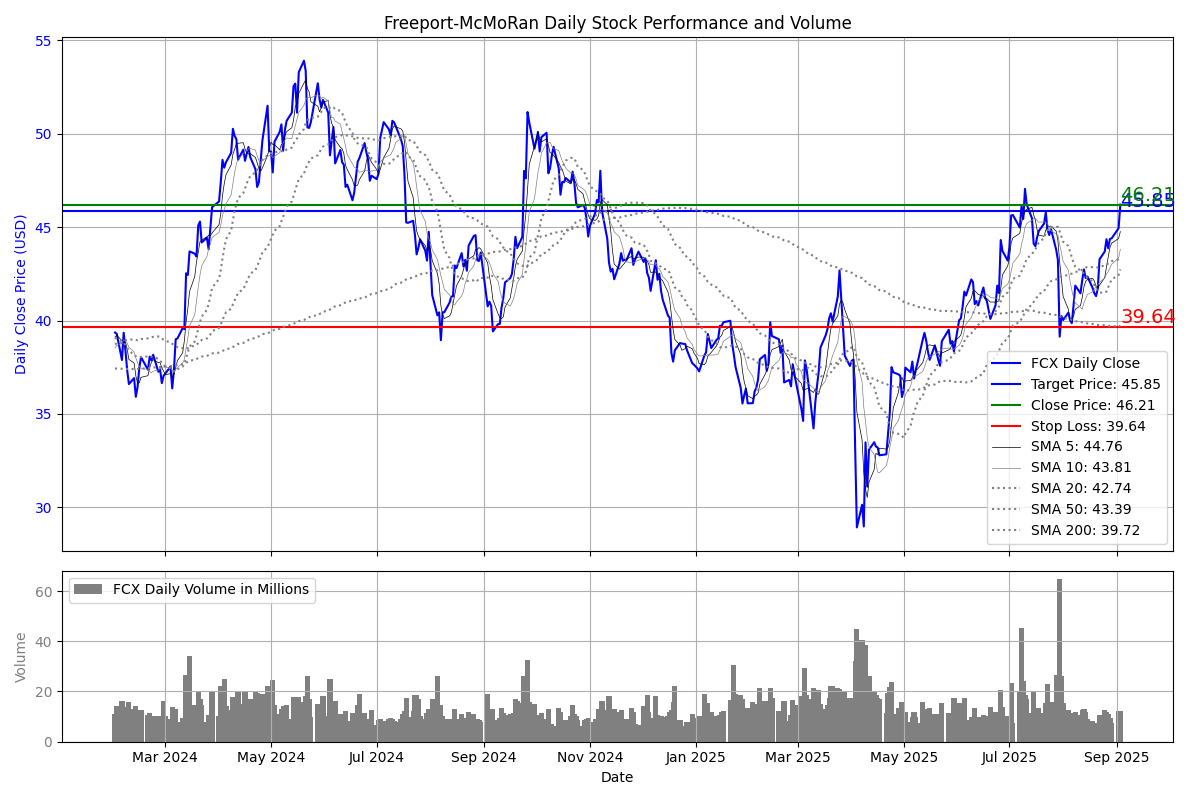 Freeport-McMoRan Daily Stock Performance and Volume
Daily Close Price (USD)
55
50
45
40
35
30
46.21
45.85
39.64
FCX Daily Close
Target Price: 45.85
Close Price: 46.21
Stop Loss: 39.64
SMA 5: 44.76
SMA 10: 43.81
SMA 20: 42.74
SMA 50: 43.39
SMA 200: 39.72
FCX Daily Volume in Millions
Volume
60
40
20
0
Mar 2024
May 2024
Jul 2024
Sep 2024
Nov 2024
Jan 2025
Mar 2025
May 2025
Jul 2025
Sep 2025
Date